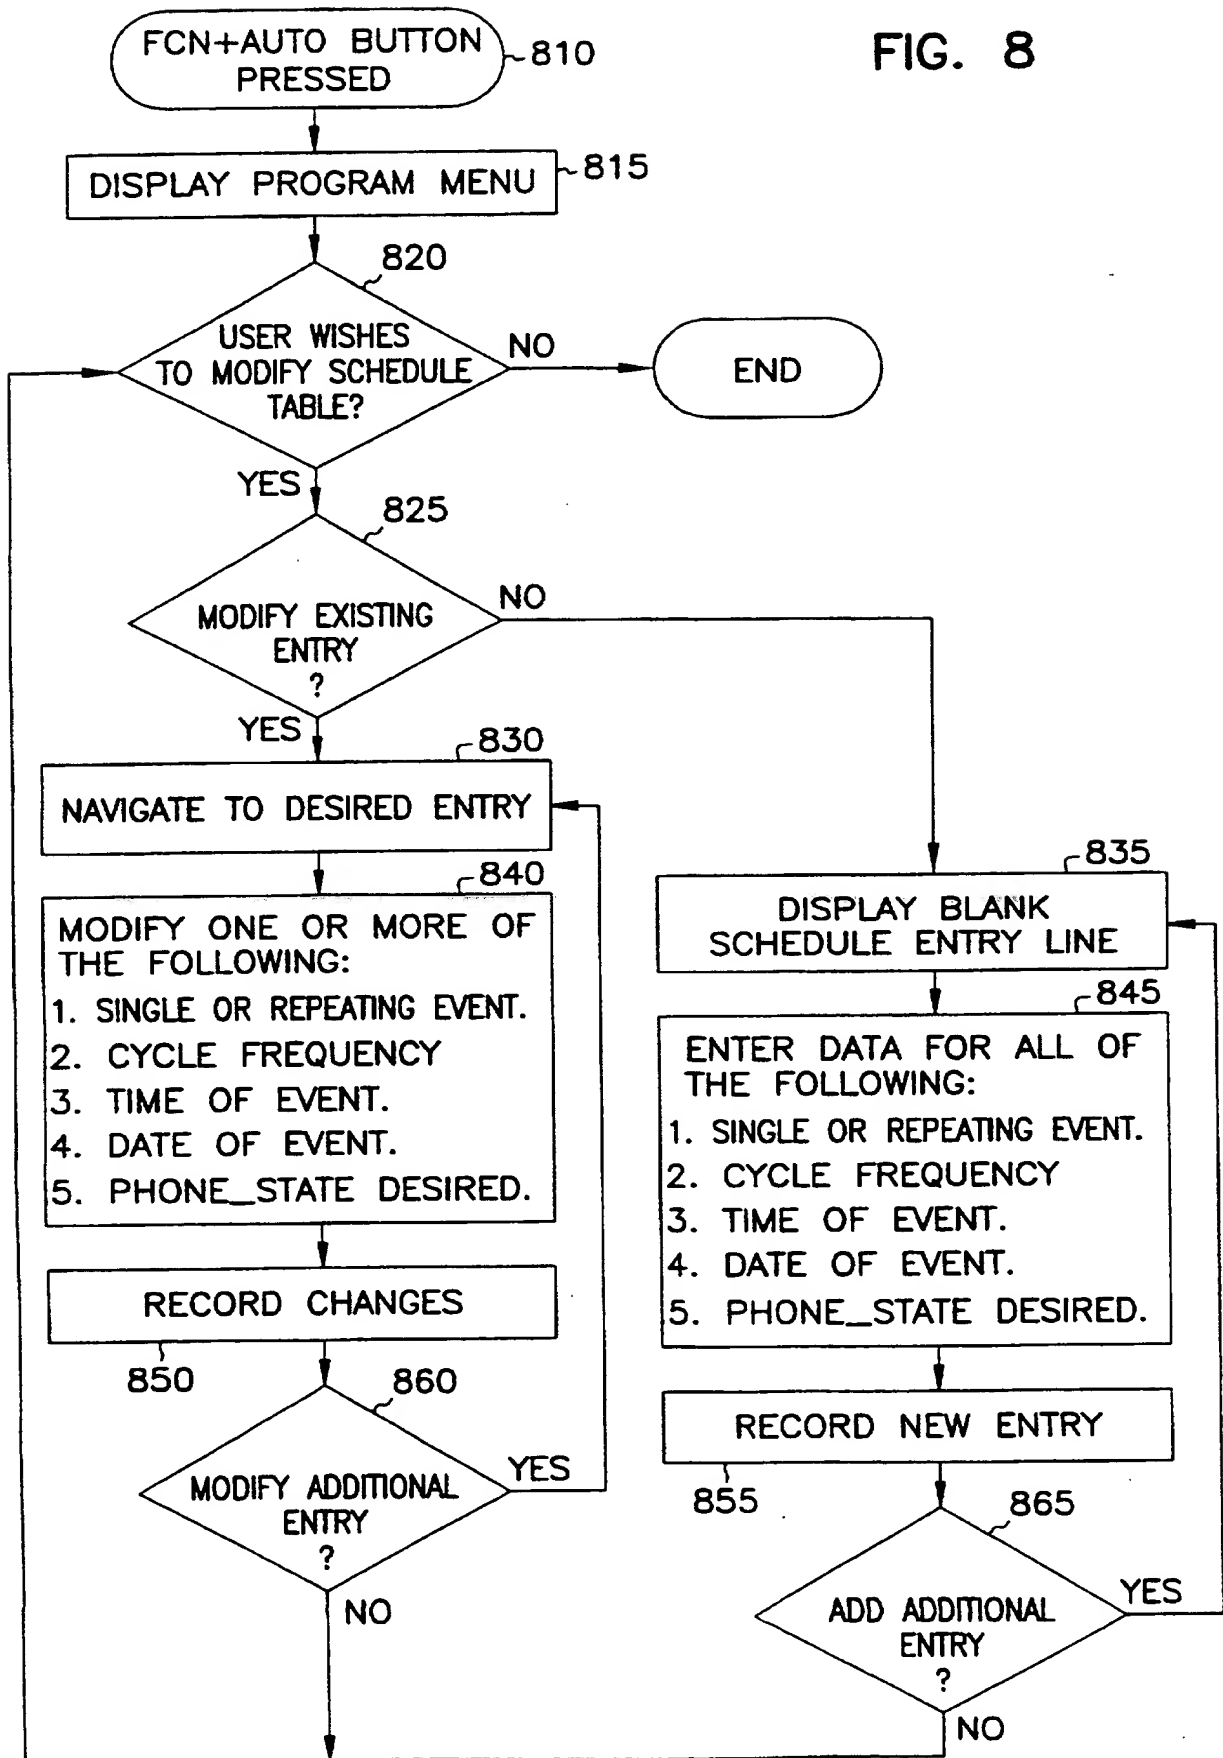 FIG. 8
FCN+AUTO BUTTON
PRESSED
810
DISPLAY PROGRAM MENU
815
820
USER WISHES
TO MODIFY SCHEDULE
TABLE?
NO
END
YES
825
MODIFY EXISTING
ENTRY
?
NO
YES
830
NAVIGATE TO DESIRED ENTRY
840
MODIFY ONE OR MORE OF
THE FOLLOWING:
1. SINGLE OR REPEATING EVENT.
2. CYCLE FREQUENCY
3. TIME OF EVENT.
4. DATE OF EVENT.
5. PHONE_STATE DESIRED.
RECORD CHANGES
850
860
MODIFY ADDITIONAL
ENTRY
?
YES
NO
835
DISPLAY BLANK
SCHEDULE ENTRY LINE
845
ENTER DATA FOR ALL OF
THE FOLLOWING:
1. SINGLE OR REPEATING EVENT.
2. CYCLE FREQUENCY
3. TIME OF EVENT.
4. DATE OF EVENT.
5. PHONE_STATE DESIRED.
RECORD NEW ENTRY
855
865
ADD ADDITIONAL
ENTRY
?
YES
NO